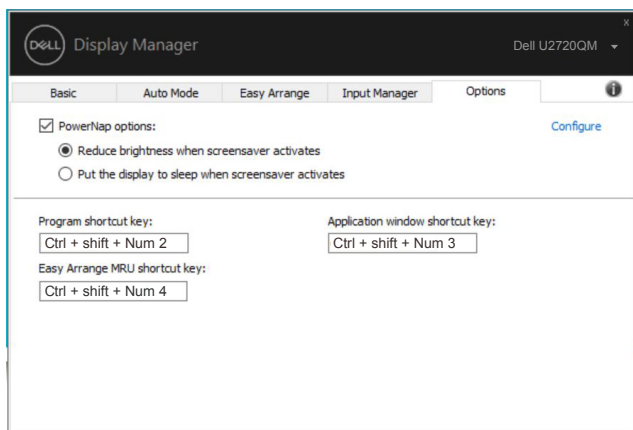 x
DELL Display Manager Dell U2720QM
Basic Auto Mode Easy Arrange Input Manager Options i
PowerNap options: Configure
Reduce brightness when screensaver activates
Put the display to sleep when screensaver activates
Program shortcut key: Application window shortcut key:
Ctrl + shift + Num 2 Ctrl + shift + Num 3
Easy Arrange MRU shortcut key:
Ctrl + shift + Num 4